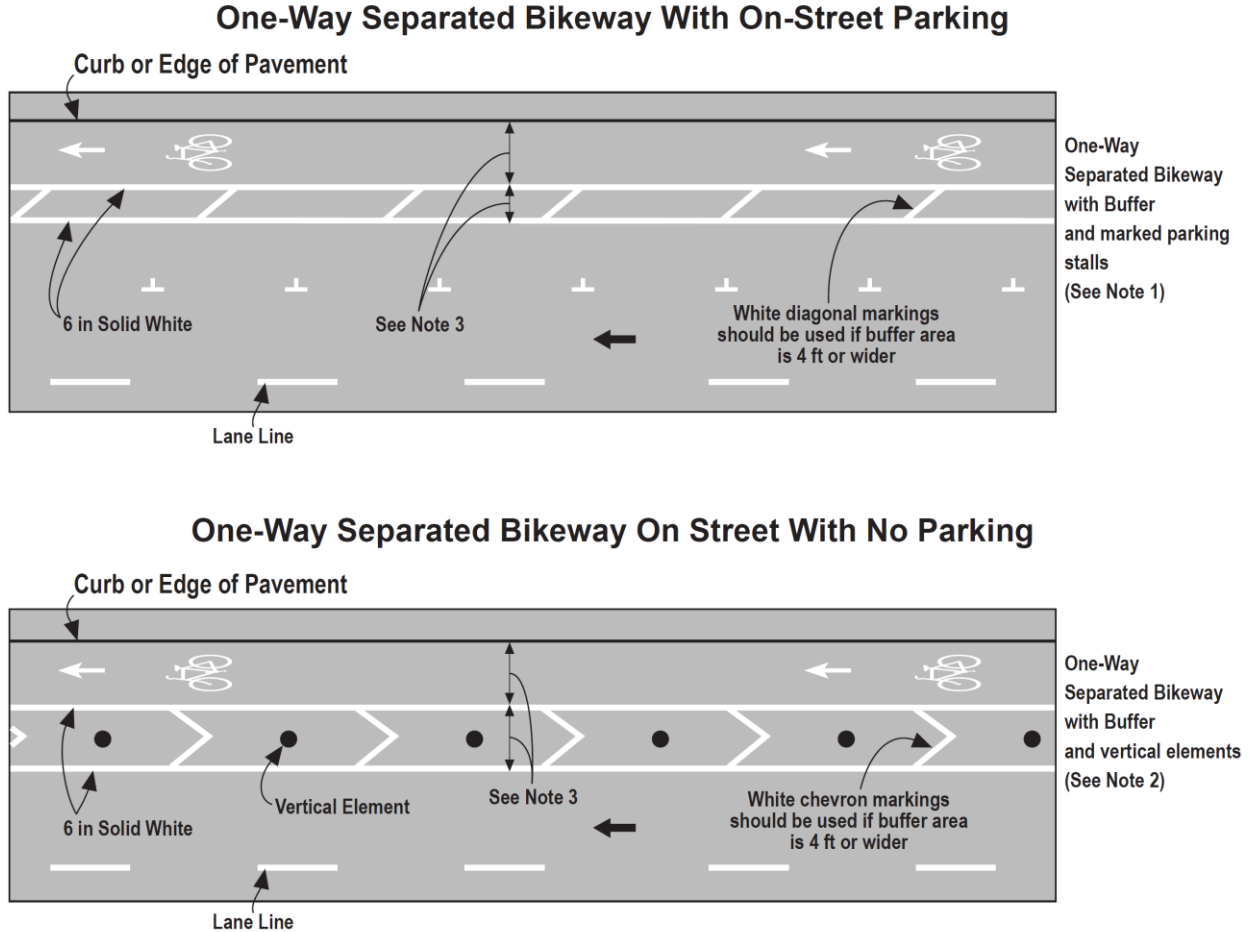 One-Way Separated Bikeway With On-Street Parking
Curb or Edge of Pavement
One-Way
Separated Bikeway
with Buffer
and marked parking
stalls
(See Note 1)
6 in Solid White
See Note 3
White diagonal markings
should be used if buffer area
is 4 ft or wider
Lane Line
One-Way Separated Bikeway On Street With No Parking
Curb or Edge of Pavement
One-Way
Separated Bikeway
with Buffer
and vertical elements
(See Note 2)
6 in Solid White
Vertical Element
See Note 3
White chevron markings
should be used if buffer area
is 4 ft or wider
Lane Line